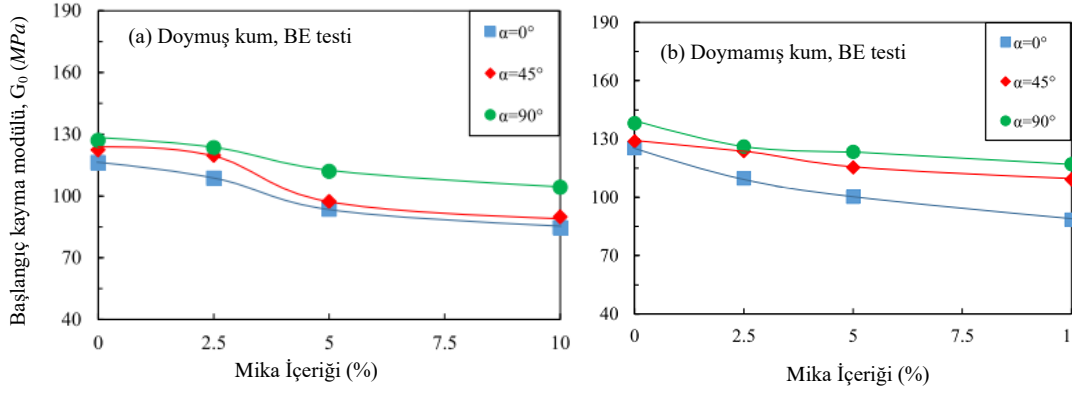 Başlangıç kayma modülü, G₀ (MPa)
190
160
130
100
70
40
(a) Doymuş kum, BE testi
α=0°
α=45°
α=90°
0
2.5
5
7.5
10
Mika İçeriği (%)
190
160
130
100
70
40
(b) Doymamış kum, BE testi
α=0°
α=45°
α=90°
0
2.5
5
7.5
1
Mika İçeriği (%)